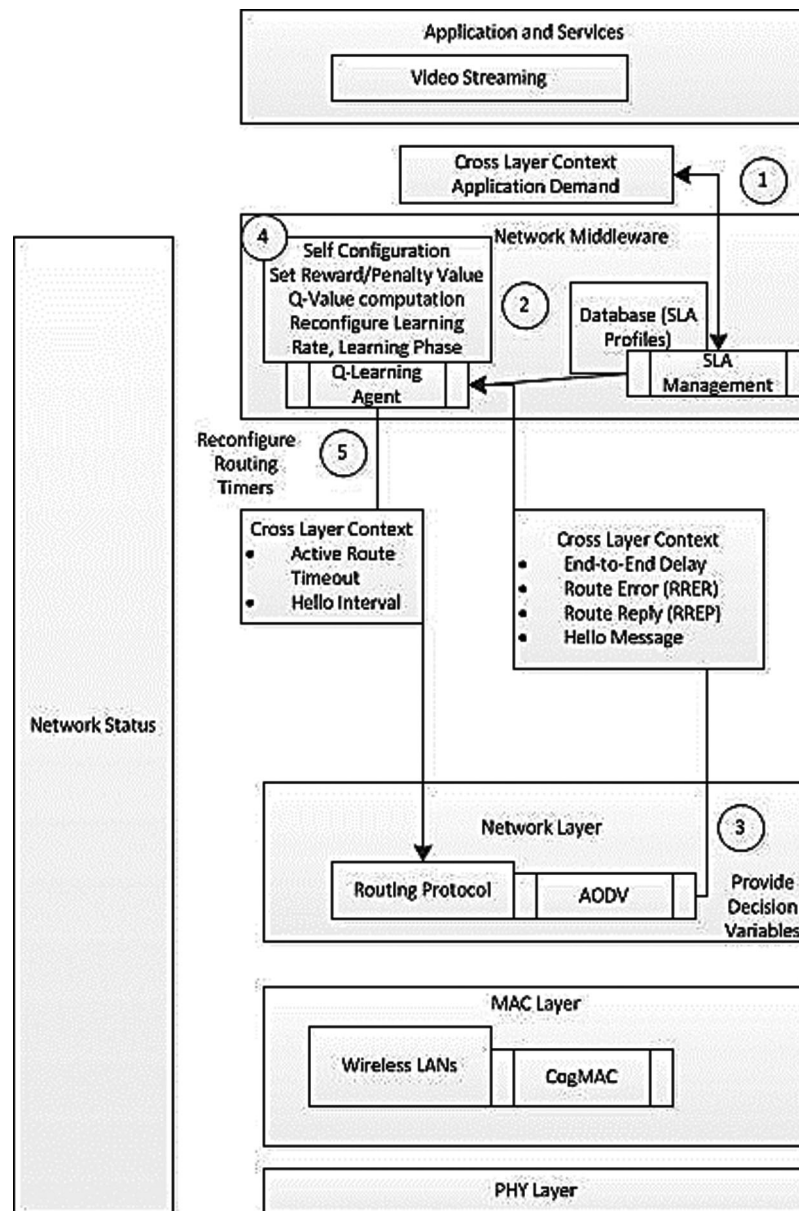 Application and Services
Video Streaming
Cross Layer Context
Application Demand
1
Network Middleware
4
Self Configuration
Set Reward/Penalty Value
Q-Value computation
Reconfigure Learning
Rate, Learning Phase
Q-Learning
Agent
2
Database (SLA
Profiles)
SLA
Management
Reconfigure
Routing
Timers
5
Cross Layer Context
• Active Route
Timeout
• Hello Interval
Cross Layer Context
• End-to-End Delay
• Route Error (RRER)
• Route Reply (RREP)
• Hello Message
Network Status
Network Layer
3
Routing Protocol
AODV
Provide
Decision
Variables
MAC Layer
Wireless LANs
CogMAC
PHY Layer